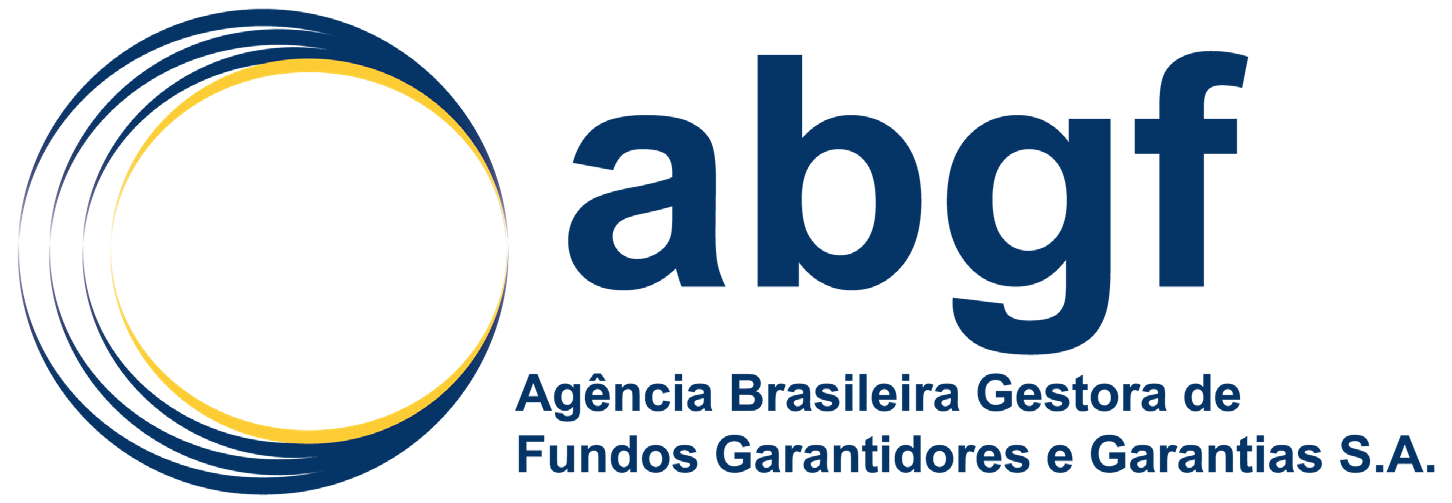 abgf
Agência Brasileira Gestora de
Fundos Garantidores e Garantias S.A.